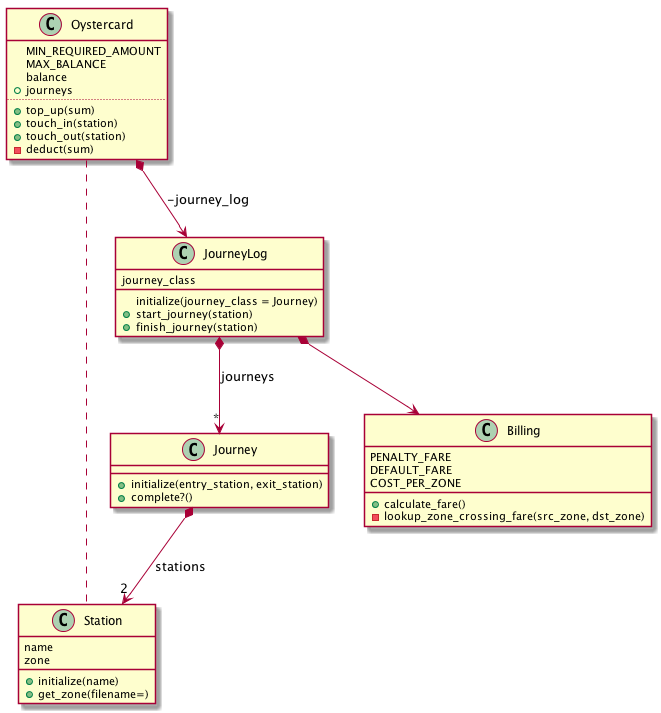 C Oystercard
MIN_REQUIRED_AMOUNT
MAX_BALANCE
balance
journeys
top_up(sum)
touch_in(station)
touch_out(station)
deduct(sum)
-journey_log
C JourneyLog
journey_class
initialize(journey_class = Journey)
start_journey(station)
finish_journey(station)
journeys
*
C Journey
initialize(entry_station, exit_station)
complete?()
C Billing
PENALTY_FARE
DEFAULT_FARE
COST_PER_ZONE
calculate_fare()
lookup_zone_crossing_fare(src_zone, dst_zone)
stations
2
C Station
name
zone
initialize(name)
get_zone(filename=)